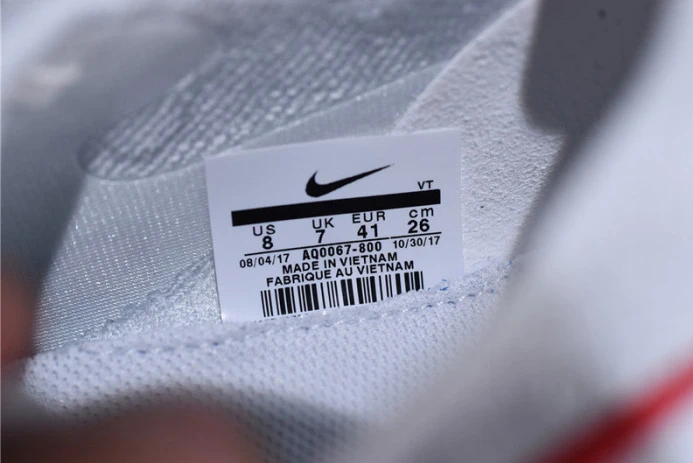 VT
US UK EUR cm
8 7 41 26
08/04/17 AQ0067-800 10/30/17
MADE IN VIETNAM
FABRIQUE AU VIETNAM